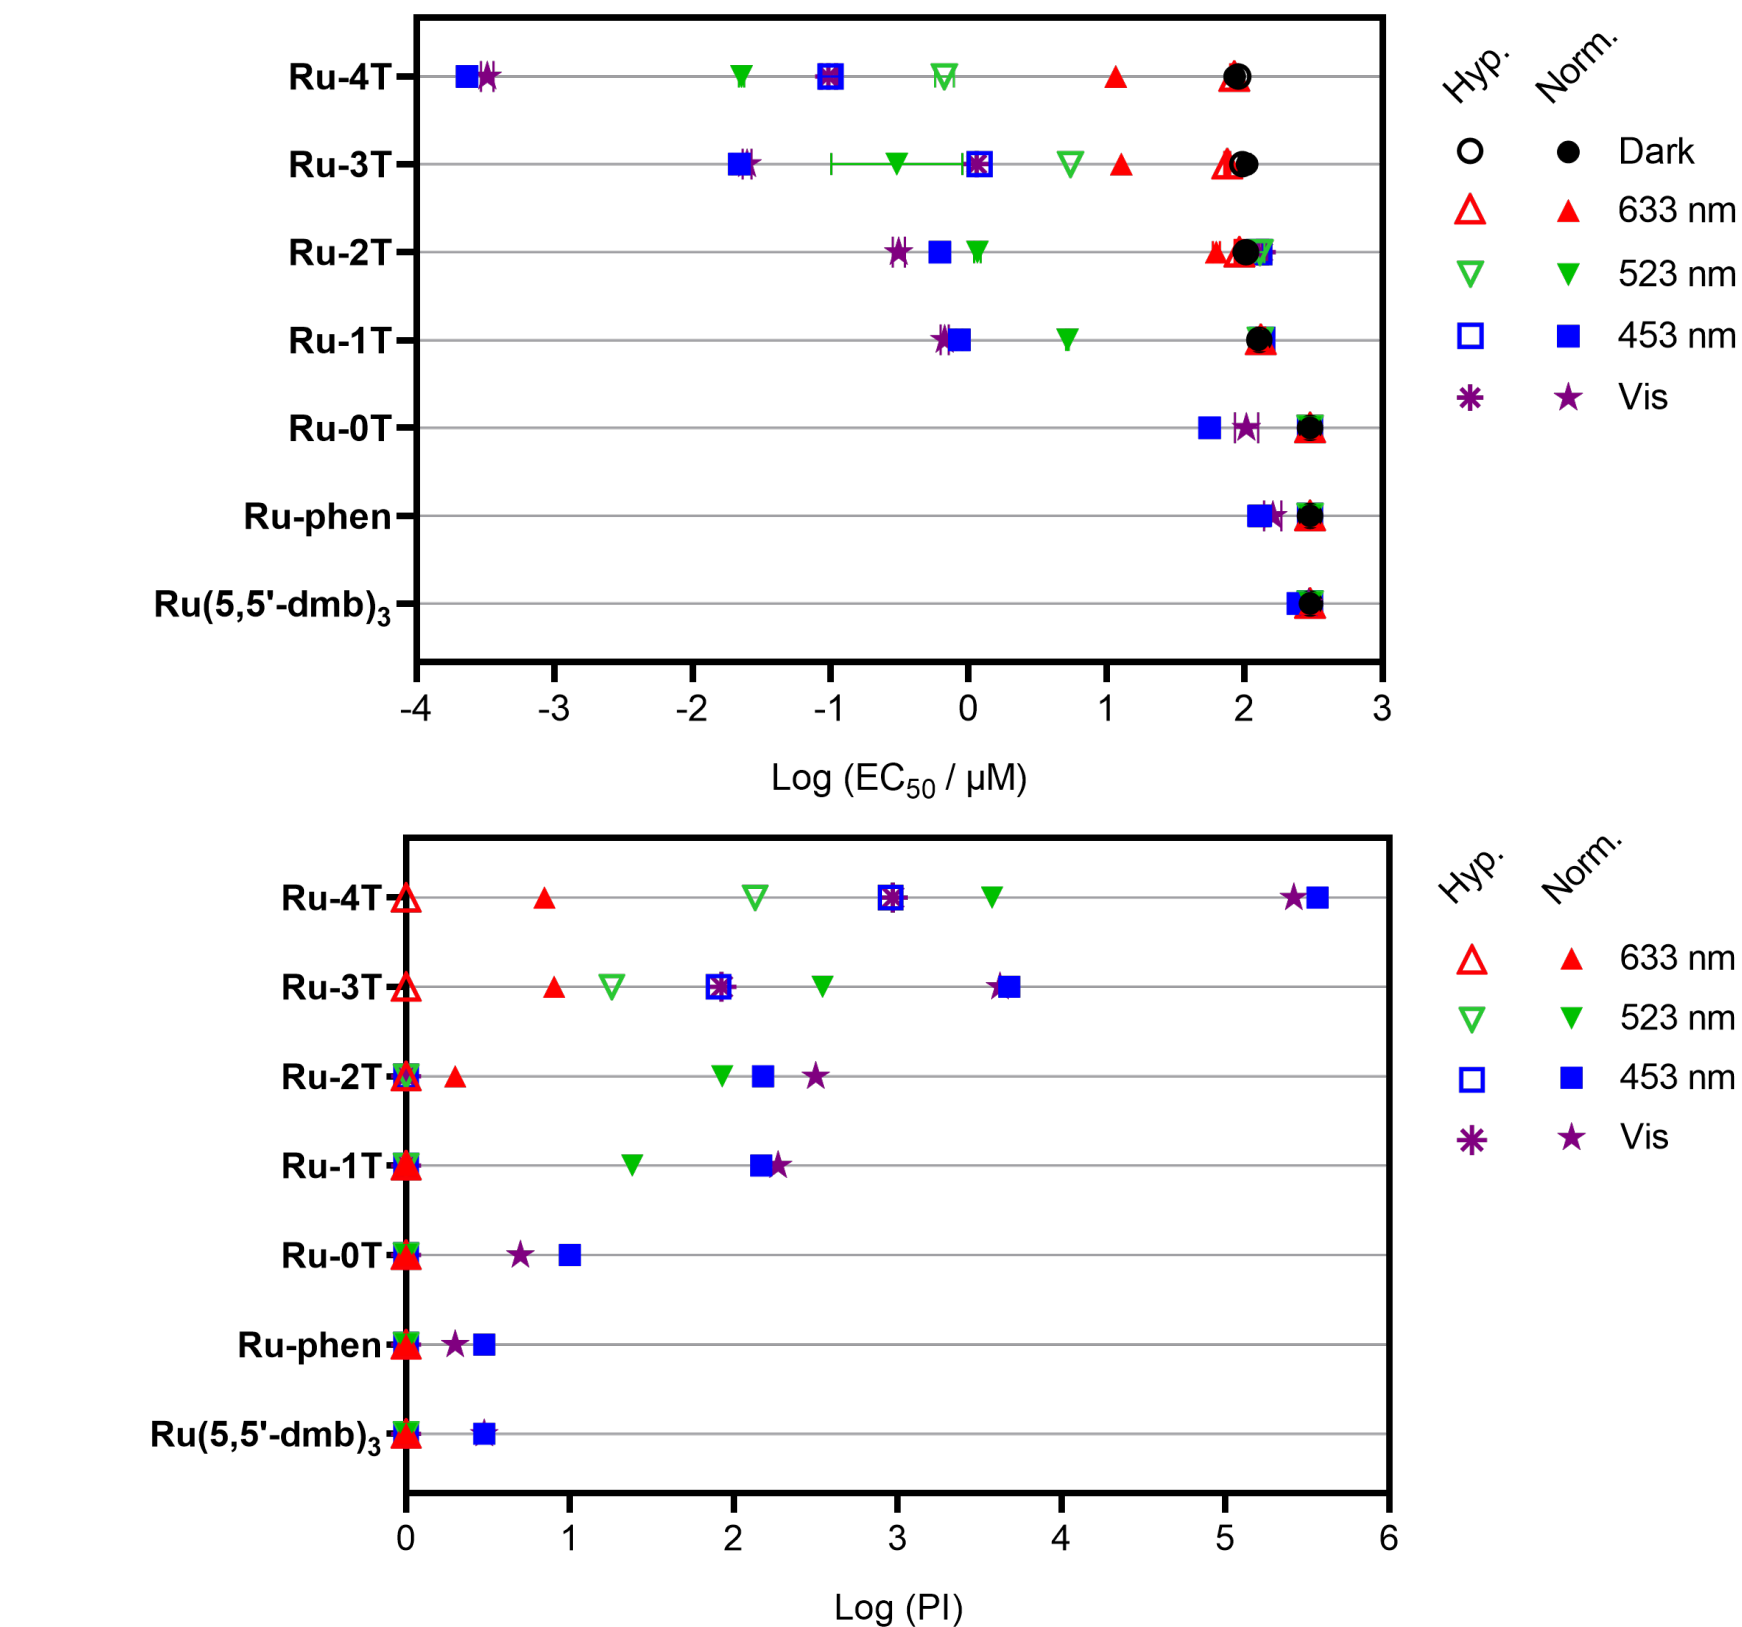 Hyp. Norm.
Ru-4T
Ru-3T
Ru-2T
Ru-1T
Ru-0T
Ru-phen
Ru(5,5'-dmb)₃
Dark
633 nm
523 nm
453 nm
Vis
-4 -3 -2 -1 0 1 2 3
Log (EC₅₀ / µM)
Hyp. Norm.
Ru-4T
Ru-3T
Ru-2T
Ru-1T
Ru-0T
Ru-phen
Ru(5,5'-dmb)₃
633 nm
523 nm
453 nm
Vis
0 1 2 3 4 5 6
Log (PI)